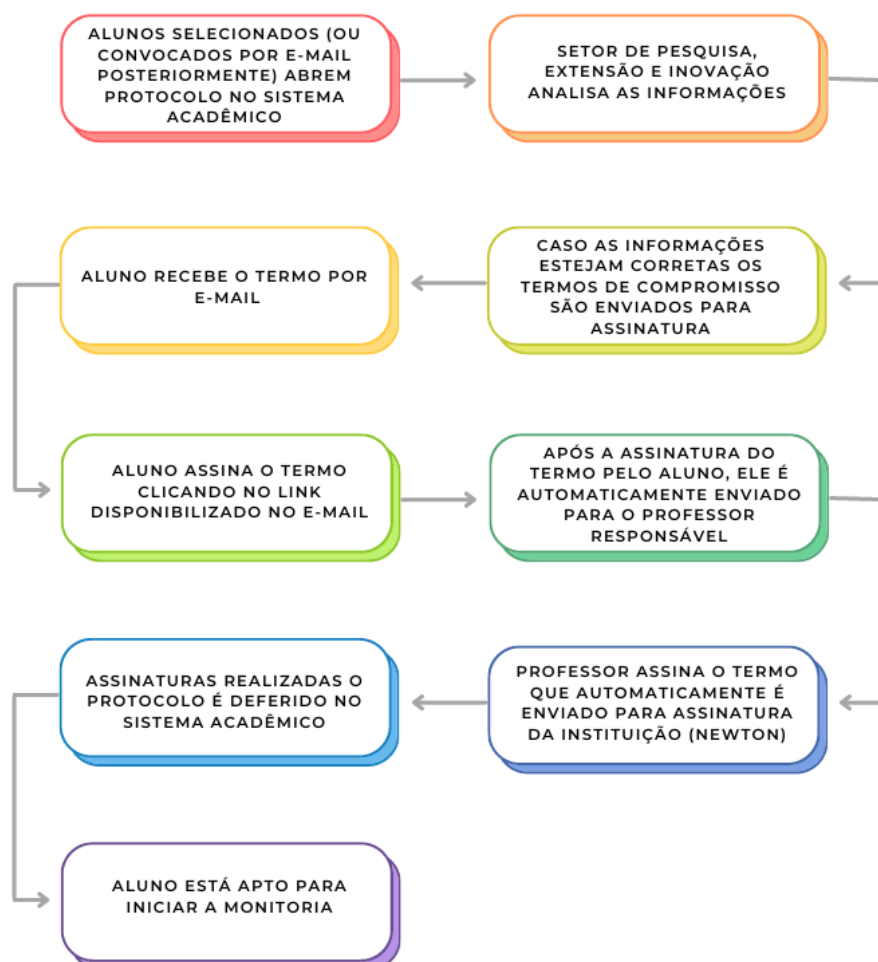 ALUNOS SELECIONADOS (OU
CONVOCADOS POR E-MAIL
POSTERIORMENTE) ABREM
PROTOCOLO NO SISTEMA
ACADÊMICO
SETOR DE PESQUISA,
EXTENSÃO E INOVAÇÃO
ANALISA AS INFORMAÇÕES
CASO AS INFORMAÇÕES
ESTEJAM CORRETAS OS
TERMOS DE COMPROMISSO
SÃO ENVIADOS PARA
ASSINATURA
ALUNO RECEBE O TERMO POR
E-MAIL
ALUNO ASSINA O TERMO
CLICANDO NO LINK
DISPONIBILIZADO NO E-MAIL
APÓS A ASSINATURA DO
TERMO PELO ALUNO, ELE É
AUTOMATICAMENTE ENVIADO
PARA O PROFESSOR
RESPONSÁVEL
PROFESSOR ASSINA O TERMO
QUE AUTOMATICAMENTE É
ENVIADO PARA ASSINATURA
DA INSTITUIÇÃO (NEWTON)
ASSINATURAS REALIZADAS O
PROTOCOLO É DEFERIDO NO
SISTEMA ACADÊMICO
ALUNO ESTÁ APTO PARA
INICIAR A MONITORIA